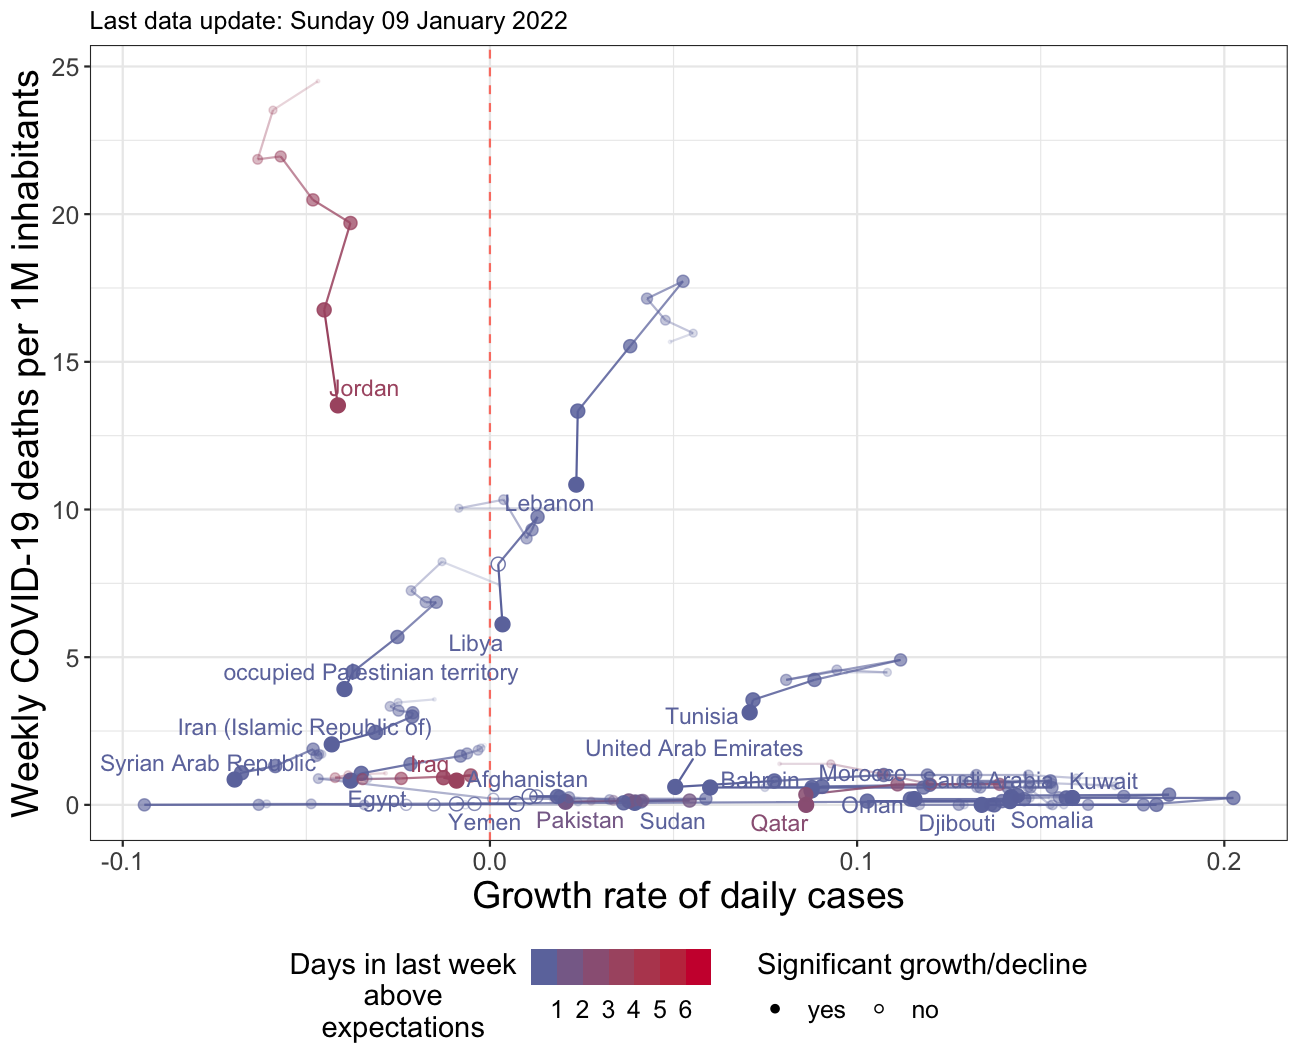 Last data update: Sunday 09 January 2022
Weekly COVID-19 deaths per 1M inhabitants
25
20
15
10
5
0
Jordan
Lebanon
Libya
occupied Palestinian territory
Tunisia
Iran (Islamic Republic of)
United Arab Emirates
Syrian Arab Republic
Iraq
Afghanistan
Bahrain
Morocco
Saudi Arabia
Kuwait
Egypt
Oman
Yemen
Pakistan
Sudan
Qatar
Djibouti
Somalia
-0.1
0.0
0.1
0.2
Growth rate of daily cases
Days in last week
above
expectations
1 2 3 4 5 6
Significant growth/decline
yes
no